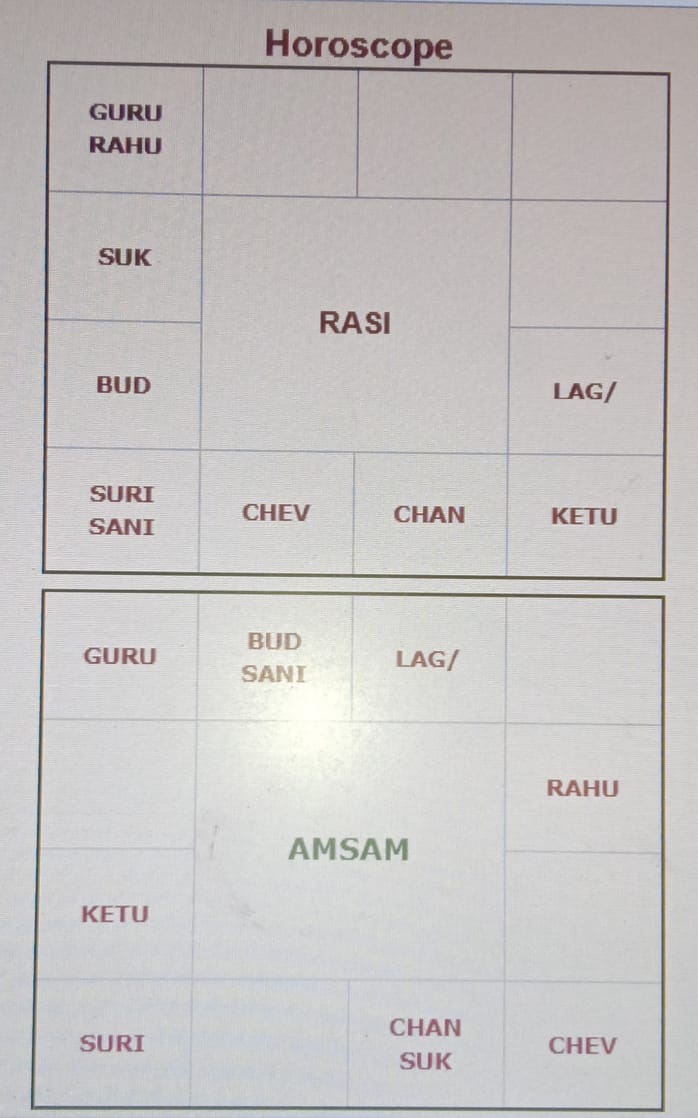 Horoscope
GURU
RAHU
SUK
RASI
BUD
LAG/
SURI
SANI
CHEV
CHAN
KETU
GURU
BUD
SANI
LAG/
RAHU
AMSAM
KETU
SURI
CHAN
SUK
CHEV